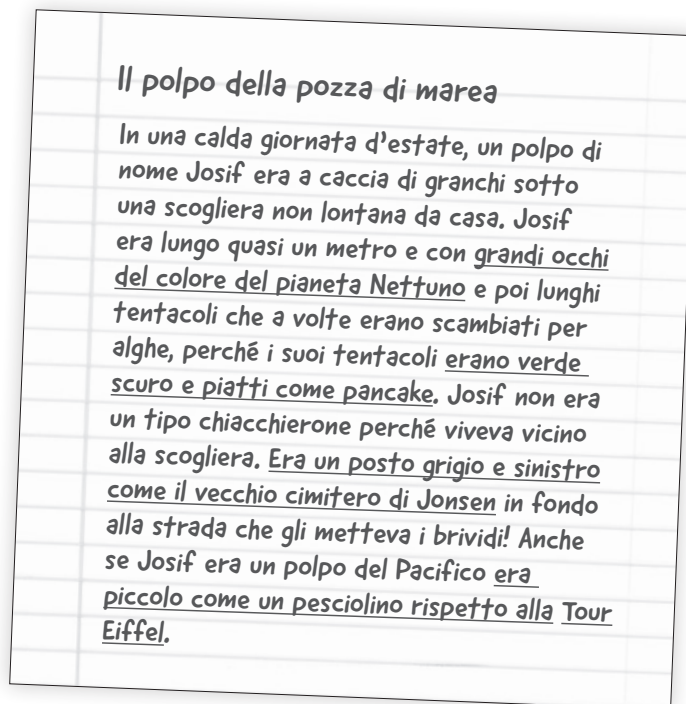 Il polpo della pozza di marea
In una calda giornata d'estate, un polpo di
nome Josif era a caccia di granchi sotto
una scogliera non lontana da casa. Josif
era lungo quasi un metro e con grandi occhi
del colore del pianeta Nettuno e poi lunghi
tentacoli che a volte erano scambiati per
alghe, perché i suoi tentacoli erano verde
scuro e piatti come pancake. Josif non era
un tipo chiacchierone perché viveva vicino
alla scogliera. Era un posto grigio e sinistro
come il vecchio cimitero di Jonsen in fondo
alla strada che gli metteva i brividi! Anche
se Josif era un polpo del Pacifico era
piccolo come un pesciolino rispetto alla Tour
Eiffel.